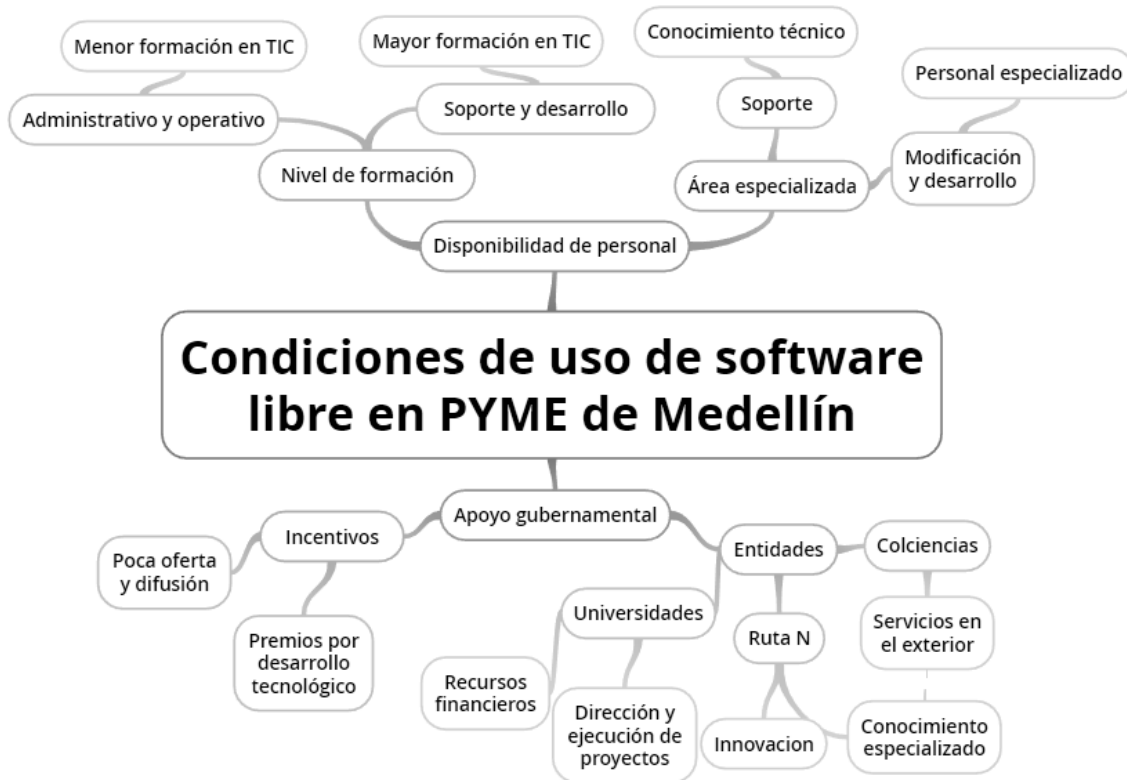 Menor formación en TIC
Mayor formación en TIC
Conocimiento técnico
Personal especializado
Administrativo y operativo
Soporte y desarrollo
Soporte
Modificación
y desarrollo
Nivel de formación
Área especializada
Disponibilidad de personal
Condiciones de uso de software
libre en PYME de Medellín
Apoyo gubernamental
Incentivos
Entidades
Colciencias
Poca oferta
y difusión
Premios por
desarrollo
tecnológico
Universidades
Ruta N
Servicios en
el exterior
Recursos
financieros
Dirección y
ejecución de
proyectos
Innovacion
Conocimiento
especializado